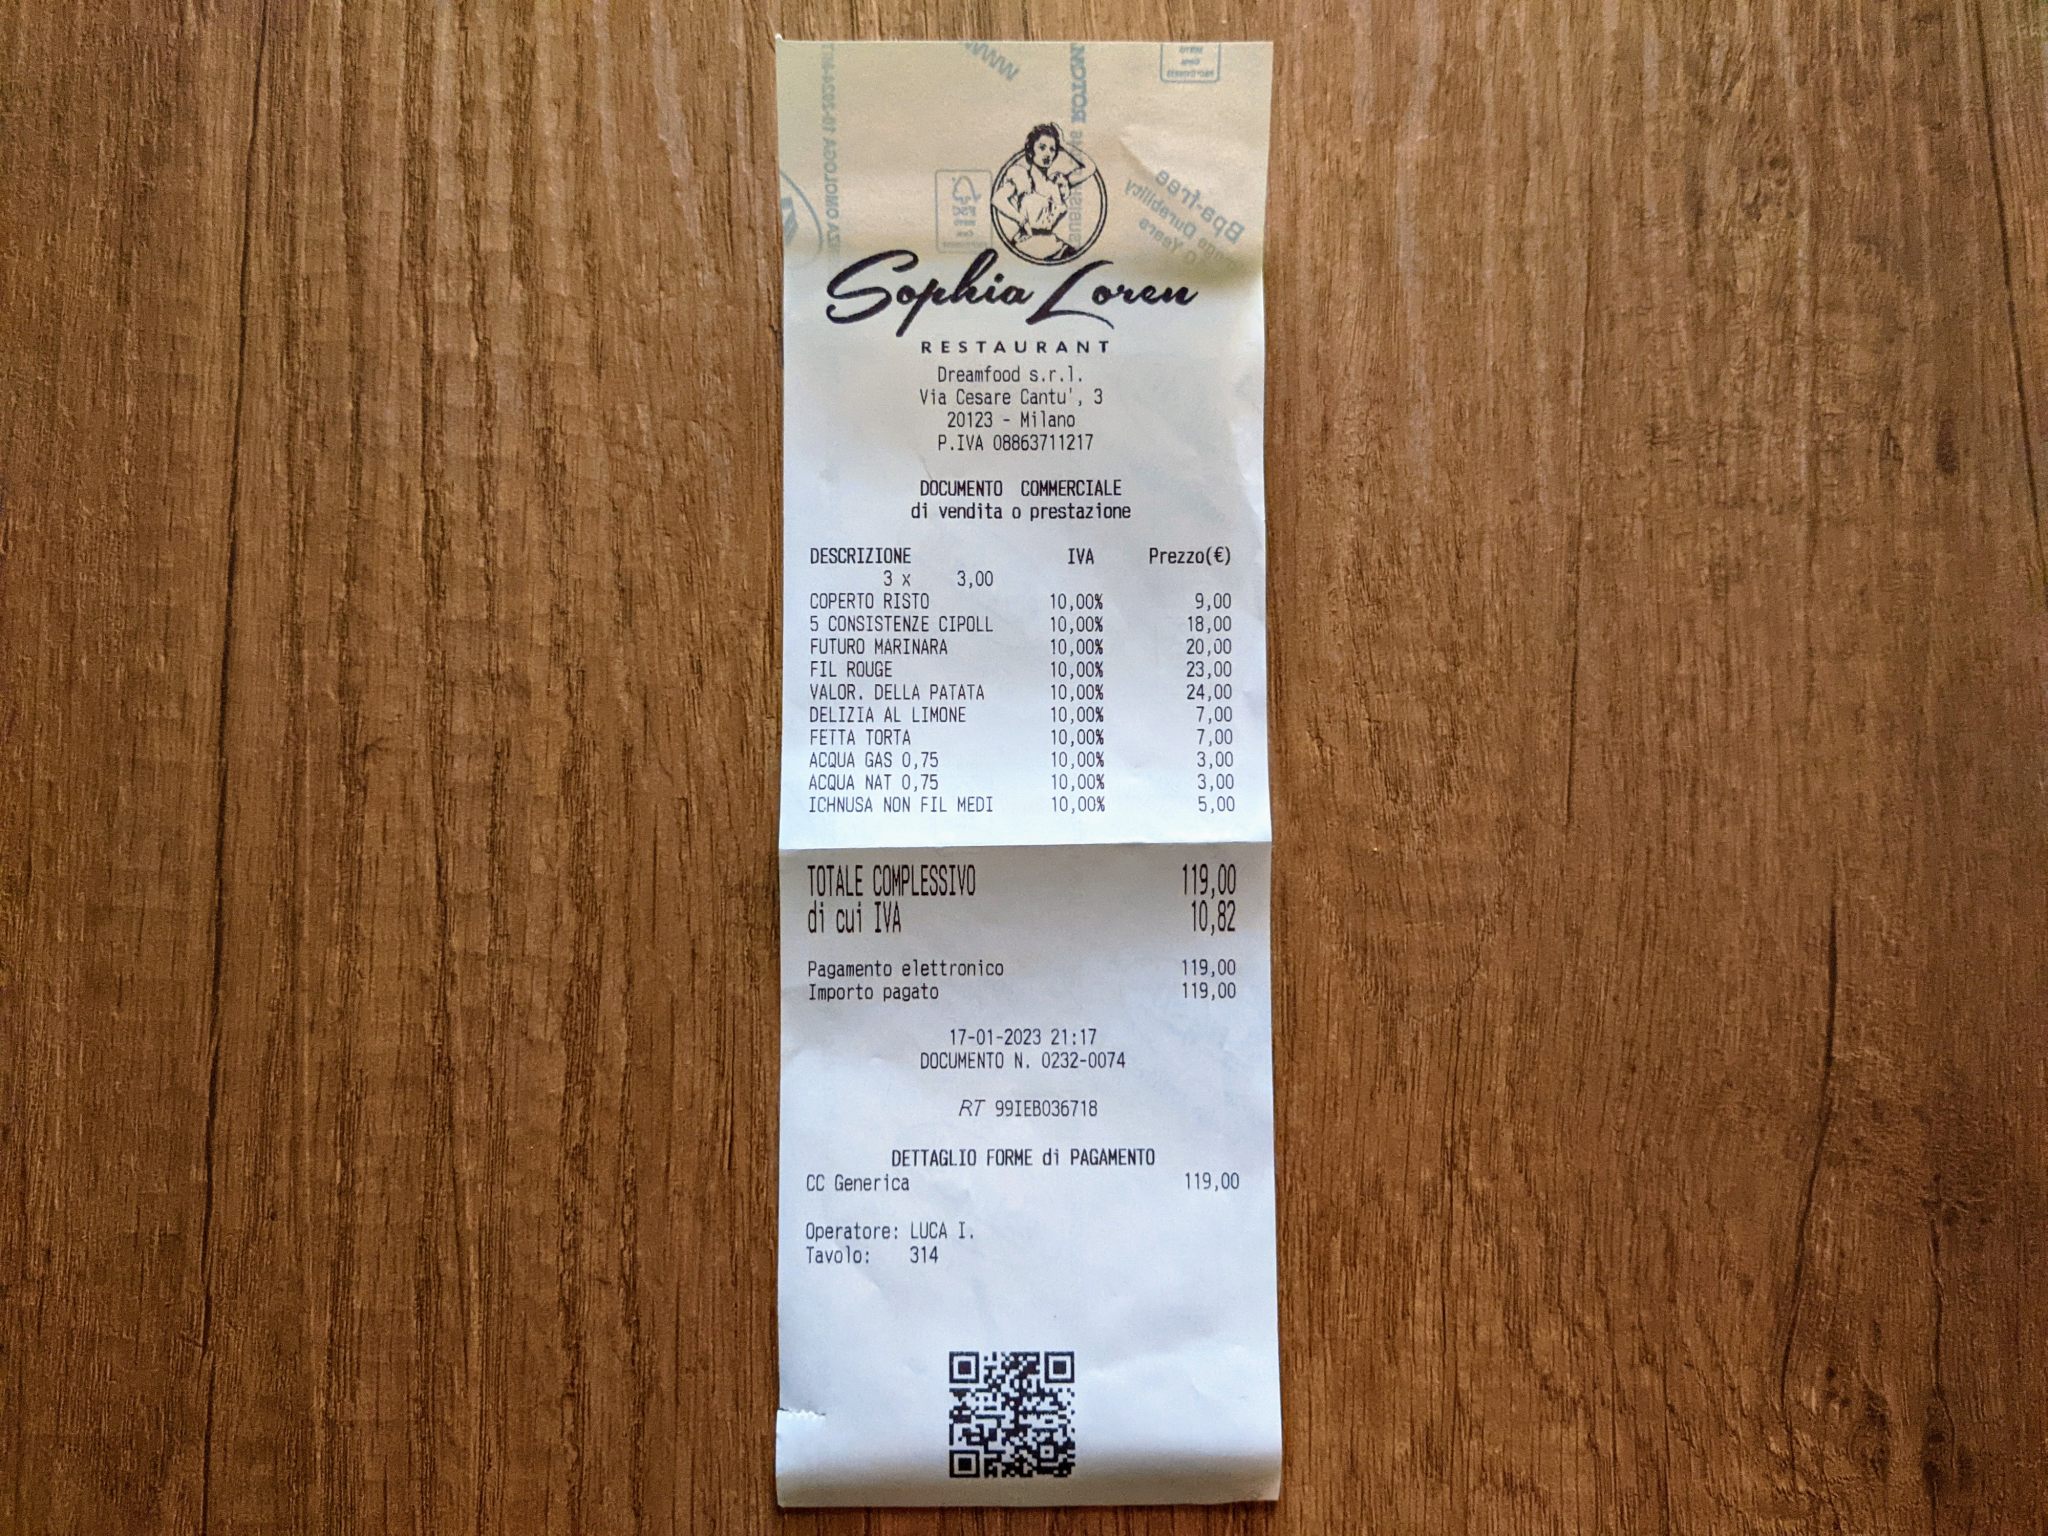 Sophia Loren
RESTAURANT
Dreamfood s.r.l.
Via Cesare Cantu', 3
20123 - Milano
P.IVA 08863711217
DOCUMENTO COMMERCIALE
di vendita o prestazione
DESCRIZIONE IVA Prezzo(€)
3 x 3,00
COPERTO RISTO 10,00% 9,00
5 CONSISTENZE CIPOLL 10,00% 18,00
FUTURO MARINARA 10,00% 20,00
FIL ROUGE 10,00% 23,00
VALOR. DELLA PATATA 10,00% 24,00
DELIZIA AL LIMONE 10,00% 7,00
FETTA TORTA 10,00% 7,00
ACQUA GAS 0,75 10,00% 3,00
ACQUA NAT 0,75 10,00% 3,00
ICHNUSA NON FIL MEDI 10,00% 5,00
TOTALE COMPLESSIVO 119,00
di cui IVA 10,82
Pagamento elettronico 119,00
Importo pagato 119,00
17-01-2023 21:17
DOCUMENTO N. 0232-0074
RT 99IEB036718
DETTAGLIO FORME di PAGAMENTO
CC Generica 119,00
Operatore: LUCA I.
Tavolo: 314